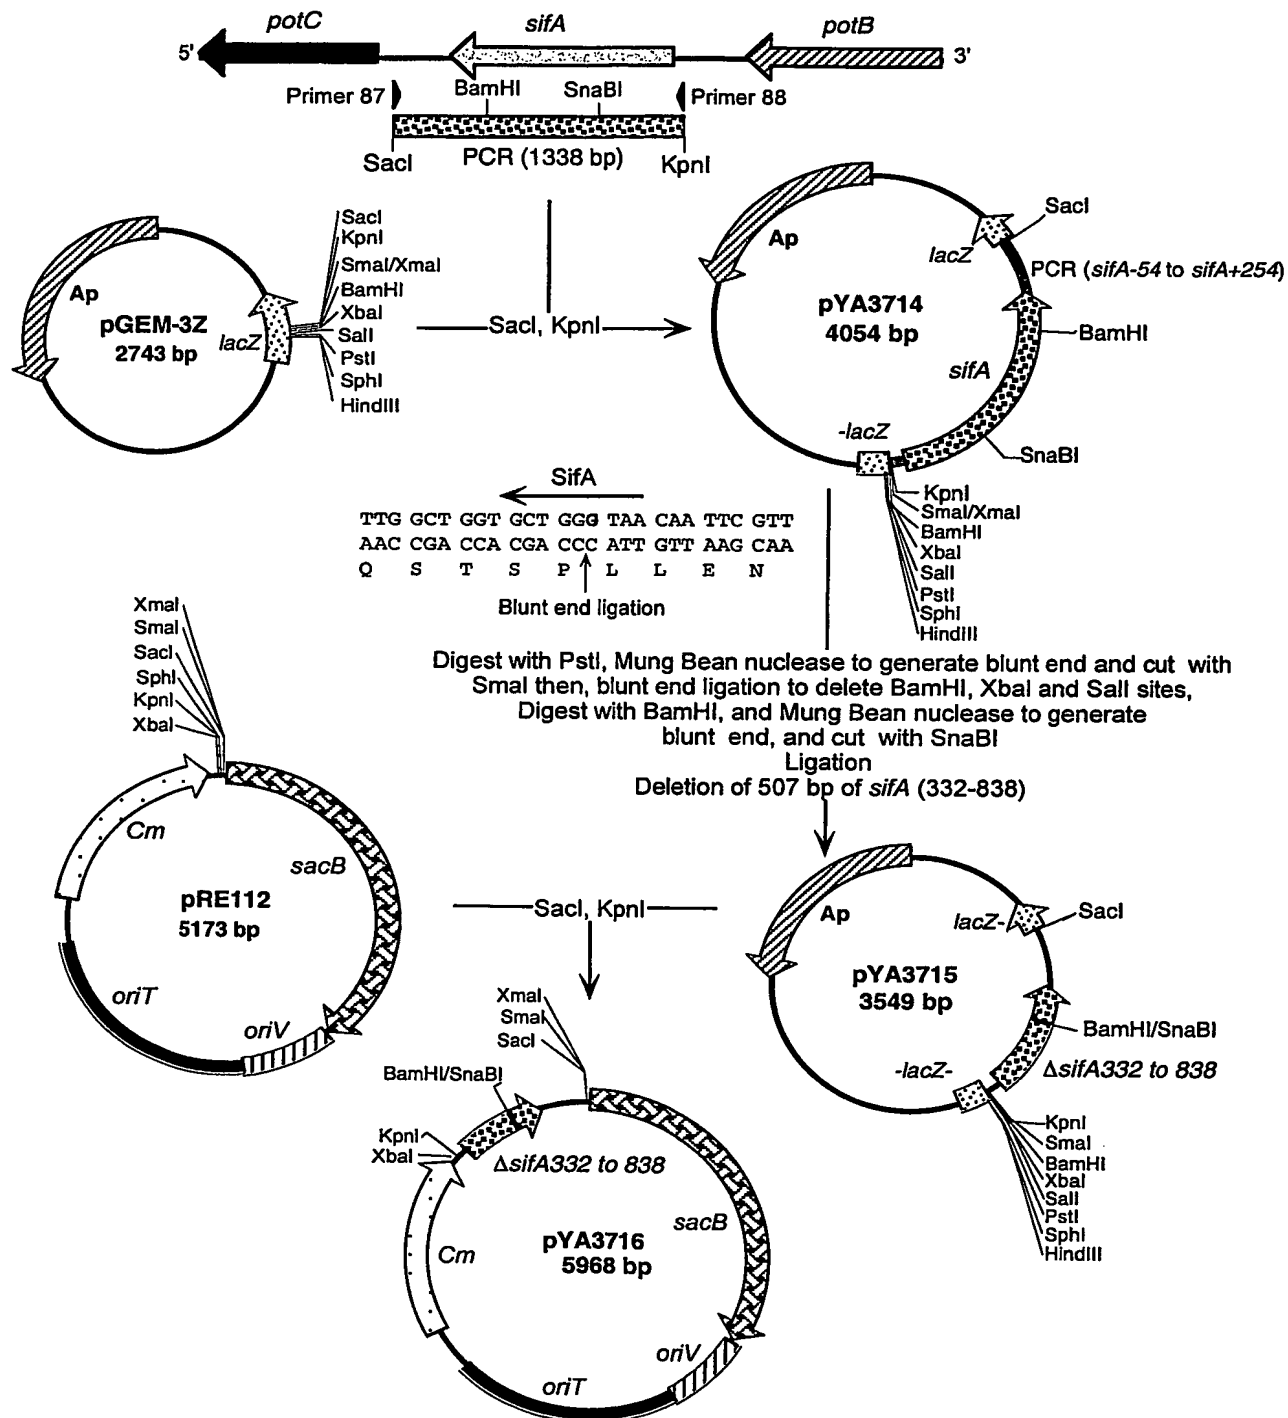 potC
sifA
potB
5'
3'
Primer 87
BamHI
SnaBI
Primer 88
SacI
PCR (1338 bp)
KpnI
Ap
pGEM-3Z
2743 bp
lacZ
SacI
KpnI
SmaI/XmaI
BamHI
XbaI
SalI
PstI
SphI
HindIII
SacI, KpnI
Ap
pYA3714
4054 bp
lacZ
SacI
PCR (sifA-54 to sifA+254)
BamHI
sifA
SnaBI
-lacZ
KpnI
SmaI/XmaI
BamHI
XbaI
SalI
PstI
SphI
HindIII
SifA
TTG GCT GGT GCT GGG TAA CAA TTC GTT
AAC CGA CCA CGA CCC ATT GTT AAG CAA
Q S T S P L L E N
Blunt end ligation
Digest with PstI, Mung Bean nuclease to generate blunt end and cut with
SmaI then, blunt end ligation to delete BamHI, XbaI and SalI sites,
Digest with BamHI, and Mung Bean nuclease to generate
blunt end, and cut with SnaBI
Ligation
Deletion of 507 bp of sifA (332-838)
XmaI
SmaI
SacI
SphI
KpnI
XbaI
Cm
sacB
pRE112
5173 bp
oriT
oriV
SacI, KpnI
Ap
lacZ-
SacI
pYA3715
3549 bp
BamHI/SnaBI
ΔsifA332 to 838
-lacZ-
KpnI
SmaI
BamHI
XbaI
SalI
PstI
SphI
HindIII
XmaI
SmaI
SacI
BamHI/SnaBI
KpnI
XbaI
ΔsifA332 to 838
Cm
sacB
pYA3716
5968 bp
oriV
oriT